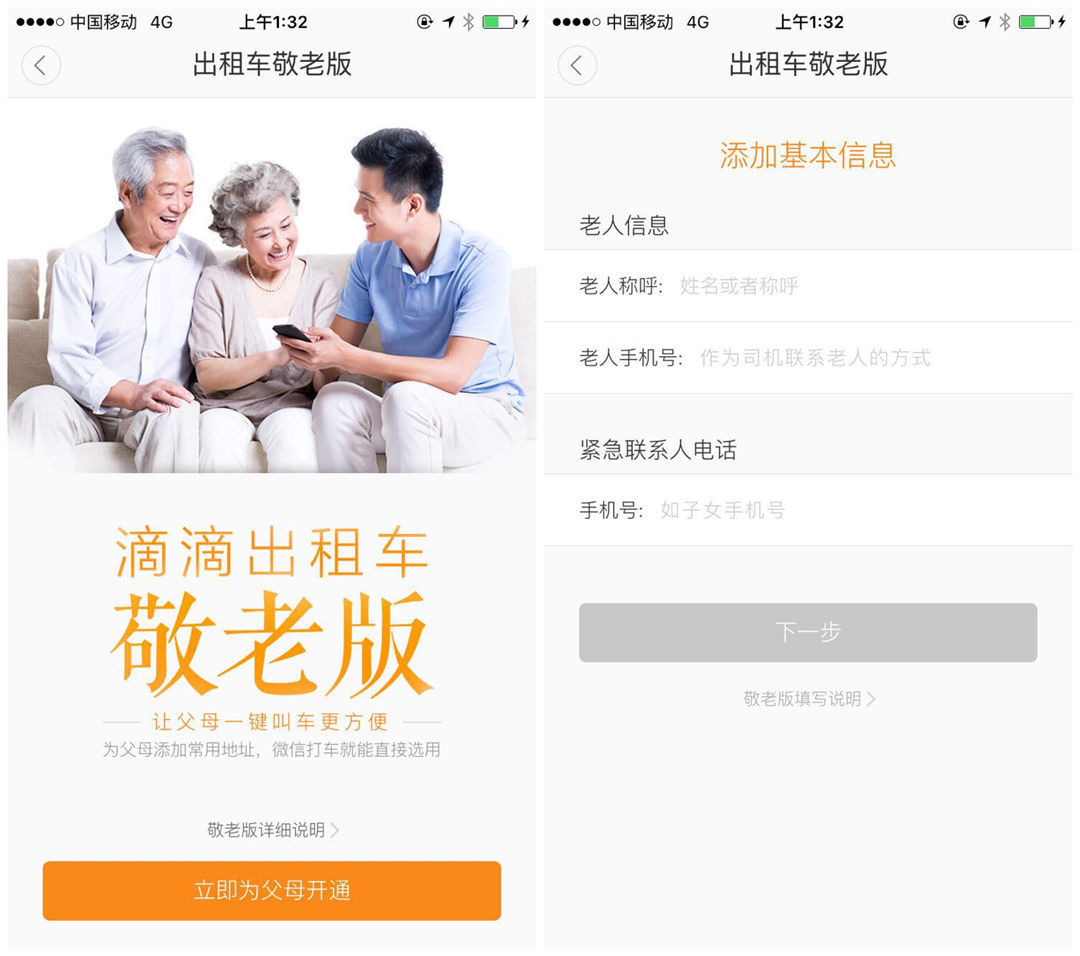 中国移动 4G 上午1:32
出租车敬老版
滴滴出租车
敬老版
让父母一键叫车更方便
为父母添加常用地址，微信打车就能直接选用
敬老版详细说明
立即为父母开通
中国移动 4G 上午1:32
出租车敬老版
添加基本信息
老人信息
老人称呼: 姓名或者称呼
老人手机号: 作为司机联系老人的方式
紧急联系人电话
手机号: 如子女手机号
下一步
敬老版填写说明